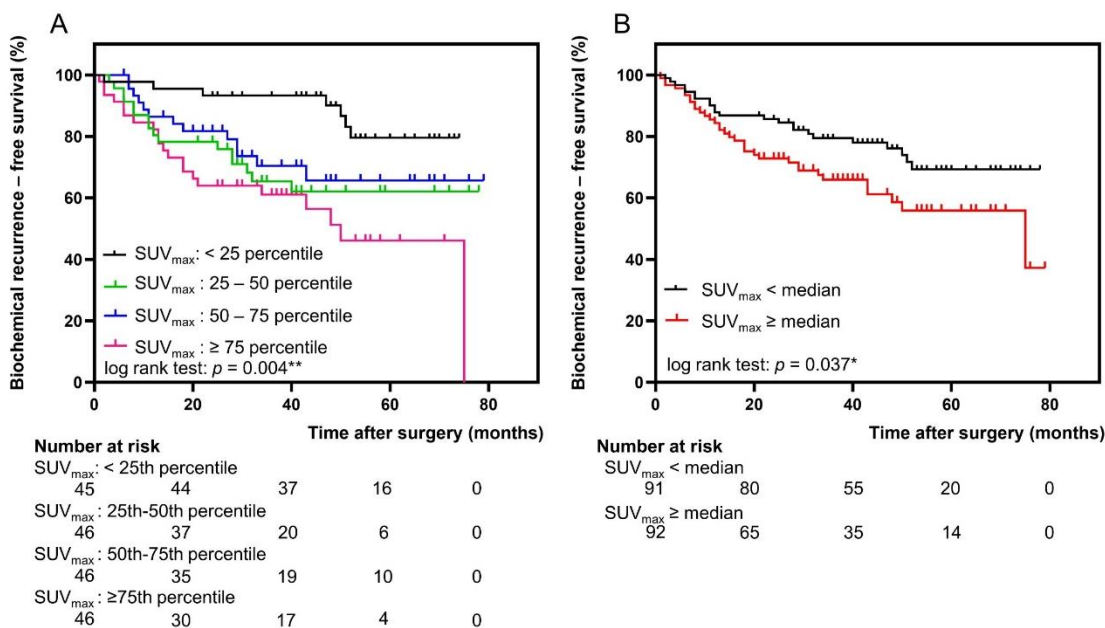 A
Biochemical recurrence – free survival (%)
100
80
60
40
20
0
SUVmax: < 25 percentile
SUVmax : 25 – 50 percentile
SUVmax : 50 – 75 percentile
SUVmax : ≥ 75 percentile
log rank test: p = 0.004**
0 20 40 60 80
Time after surgery (months)
Number at risk
SUVmax: < 25th percentile
45 44 37 16 0
SUVmax : 25th-50th percentile
46 37 20 6 0
SUVmax : 50th-75th percentile
46 35 19 10 0
SUVmax : ≥75th percentile
46 30 17 4 0
B
Biochemical recurrence – free survival (%)
100
80
60
40
20
0
SUVmax < median
SUVmax ≥ median
log rank test: p = 0.037*
0 20 40 60 80
Time after surgery (months)
Number at risk
SUVmax < median
91 80 55 20 0
SUVmax ≥ median
92 65 35 14 0